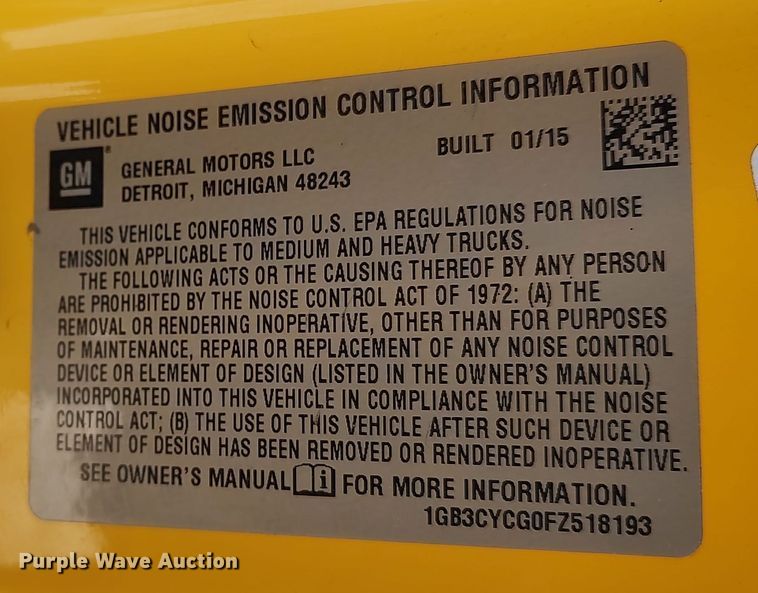 VEHICLE NOISE EMISSION CONTROL INFORMATION
GM ® GENERAL MOTORS LLC BUILT 01/15
DETROIT, MICHIGAN 48243
THIS VEHICLE CONFORMS TO U.S. EPA REGULATIONS FOR NOISE
EMISSION APPLICABLE TO MEDIUM AND HEAVY TRUCKS.
THE FOLLOWING ACTS OR THE CAUSING THEREOF BY ANY PERSON
ARE PROHIBITED BY THE NOISE CONTROL ACT OF 1972: (A) THE
REMOVAL OR RENDERING INOPERATIVE, OTHER THAN FOR PURPOSES
OF MAINTENANCE, REPAIR OR REPLACEMENT OF ANY NOISE CONTROL
DEVICE OR ELEMENT OF DESIGN (LISTED IN THE OWNER'S MANUAL)
INCORPORATED INTO THIS VEHICLE IN COMPLIANCE WITH THE NOISE
CONTROL ACT; (B) THE USE OF THIS VEHICLE AFTER SUCH DEVICE OR
ELEMENT OF DESIGN HAS BEEN REMOVED OR RENDERED INOPERATIVE.
SEE OWNER'S MANUAL i FOR MORE INFORMATION.
1GB3CYCG0FZ518193
Purple Wave Auction